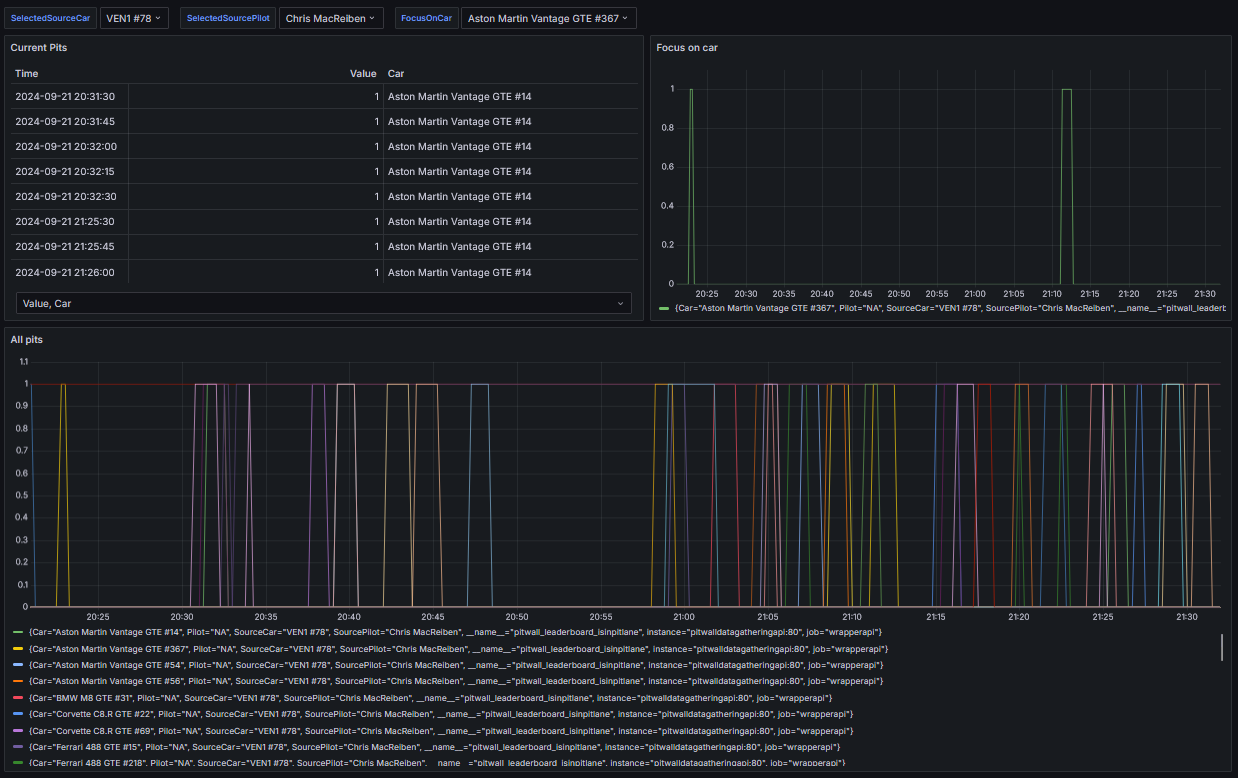 SelectedSourceCar VEN1 #78 SelectedSourcePilot Chris MacReiben FocusOnCar Aston Martin Vantage GTE #367
Current Pits
Time Value Car
2024-09-21 20:31:30 1 Aston Martin Vantage GTE #14
2024-09-21 20:31:45 1 Aston Martin Vantage GTE #14
2024-09-21 20:32:00 1 Aston Martin Vantage GTE #14
2024-09-21 20:32:15 1 Aston Martin Vantage GTE #14
2024-09-21 20:32:30 1 Aston Martin Vantage GTE #14
2024-09-21 21:25:30 1 Aston Martin Vantage GTE #14
2024-09-21 21:25:45 1 Aston Martin Vantage GTE #14
2024-09-21 21:26:00 1 Aston Martin Vantage GTE #14
Value, Car
Focus on car
1
0.8
0.6
0.4
0.2
0
20:25 20:30 20:35 20:40 20:45 20:50 20:55 21:00 21:05 21:10 21:15 21:20 21:25 21:30
{Car="Aston Martin Vantage GTE #367", Pilot="NA", SourceCar="VEN1 #78", SourcePilot="Chris MacReiben", __name__="pitwall_leaderb
All pits
1.1
1
0.9
0.8
0.7
0.6
0.5
0.4
0.3
0.2
0.1
0
20:25 20:30 20:35 20:40 20:45 20:50 20:55 21:00 21:05 21:10 21:15 21:20 21:25 21:30
{Car="Aston Martin Vantage GTE #14", Pilot="NA", SourceCar="VEN1 #78", SourcePilot="Chris MacReiben", __name__="pitwall_leaderboard_isinpitlane", instance="pitwalldatagatheringapi:80", job="wrapperapi"}
{Car="Aston Martin Vantage GTE #367", Pilot="NA", SourceCar="VEN1 #78", SourcePilot="Chris MacReiben", __name__="pitwall_leaderboard_isinpitlane", instance="pitwalldatagatheringapi:80", job="wrapperapi"}
{Car="Aston Martin Vantage GTE #54", Pilot="NA", SourceCar="VEN1 #78", SourcePilot="Chris MacReiben", __name__="pitwall_leaderboard_isinpitlane", instance="pitwalldatagatheringapi:80", job="wrapperapi"}
{Car="Aston Martin Vantage GTE #56", Pilot="NA", SourceCar="VEN1 #78", SourcePilot="Chris MacReiben", __name__="pitwall_leaderboard_isinpitlane", instance="pitwalldatagatheringapi:80", job="wrapperapi"}
{Car="BMW M8 GTE #31", Pilot="NA", SourceCar="VEN1 #78", SourcePilot="Chris MacReiben", __name__="pitwall_leaderboard_isinpitlane", instance="pitwalldatagatheringapi:80", job="wrapperapi"}
{Car="Corvette C8.R GTE #22", Pilot="NA", SourceCar="VEN1 #78", SourcePilot="Chris MacReiben", __name__="pitwall_leaderboard_isinpitlane", instance="pitwalldatagatheringapi:80", job="wrapperapi"}
{Car="Corvette C8.R GTE #69", Pilot="NA", SourceCar="VEN1 #78", SourcePilot="Chris MacReiben", __name__="pitwall_leaderboard_isinpitlane", instance="pitwalldatagatheringapi:80", job="wrapperapi"}
{Car="Ferrari 488 GTE #15", Pilot="NA", SourceCar="VEN1 #78", SourcePilot="Chris MacReiben", __name__="pitwall_leaderboard_isinpitlane", instance="pitwalldatagatheringapi:80", job="wrapperapi"}
{Car="Ferrari 488 GTE #218", Pilot="NA", SourceCar="VEN1 #78", SourcePilot="Chris MacReiben", __name__="pitwall_leaderboard_isinpitlane", instance="pitwalldatagatheringapi:80", job="wrapperapi"}